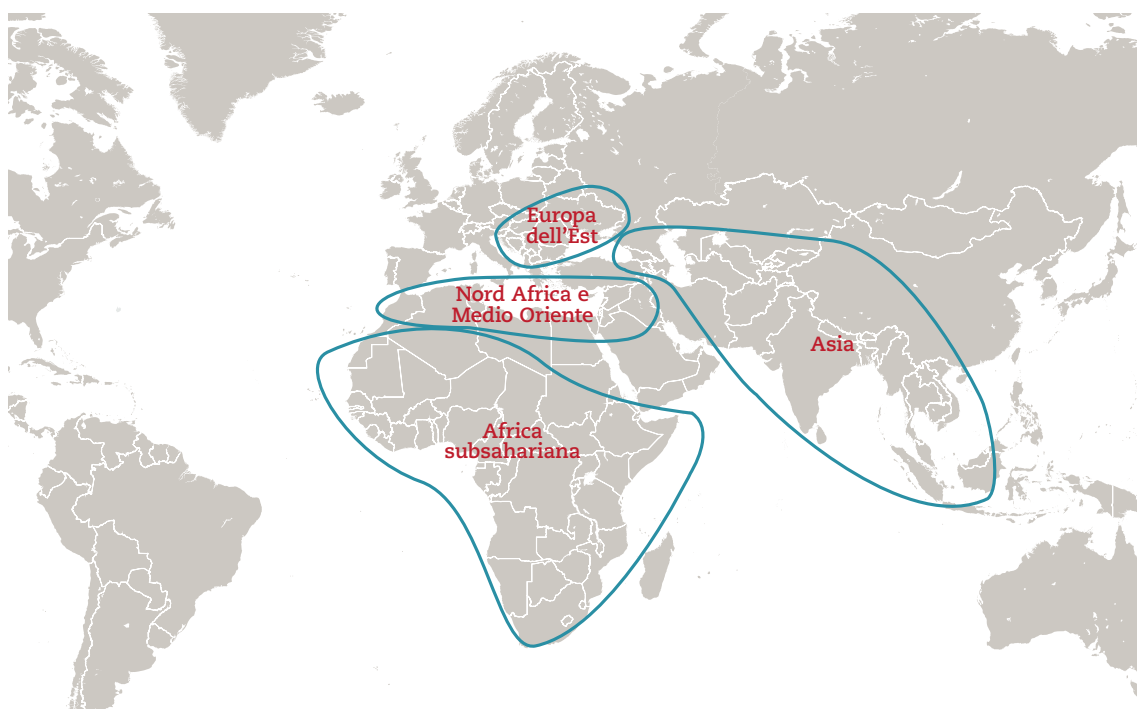 Europa
dell'Est
Nord Africa e
Medio Oriente
Asia
Africa
subsahariana